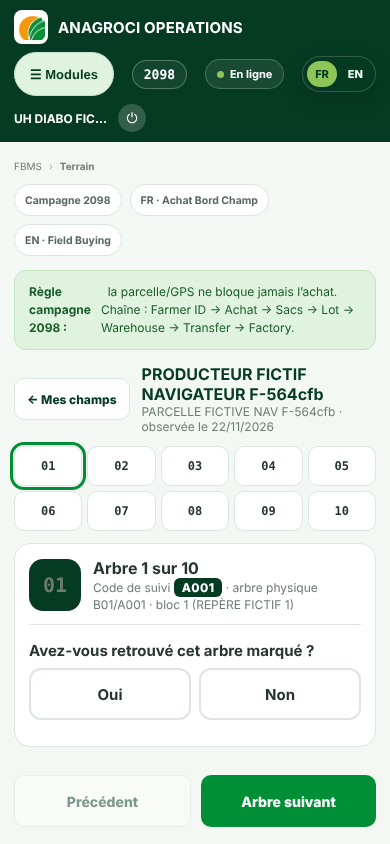 ANAGROCI OPERATIONS
☰ Modules
2098
En ligne
FR
EN
UH DIABO FIC...
FBMS › Terrain
Campagne 2098
FR · Achat Bord Champ
EN · Field Buying
Règle campagne 2098 :
la parcelle/GPS ne bloque jamais l’achat.
Chaîne : Farmer ID → Achat → Sacs → Lot →
Warehouse → Transfer → Factory.
← Mes champs
PRODUCTEUR FICTIF
NAVIGATEUR F-564cfb
PARCELLE FICTIVE NAV F-564cfb ·
observée le 22/11/2026
01 02 03 04 05
06 07 08 09 10
01
Arbre 1 sur 10
Code de suivi A001 · arbre physique
B01/A001 · bloc 1 (REPÈRE FICTIF 1)
Avez-vous retrouvé cet arbre marqué ?
Oui
Non
Précédent
Arbre suivant